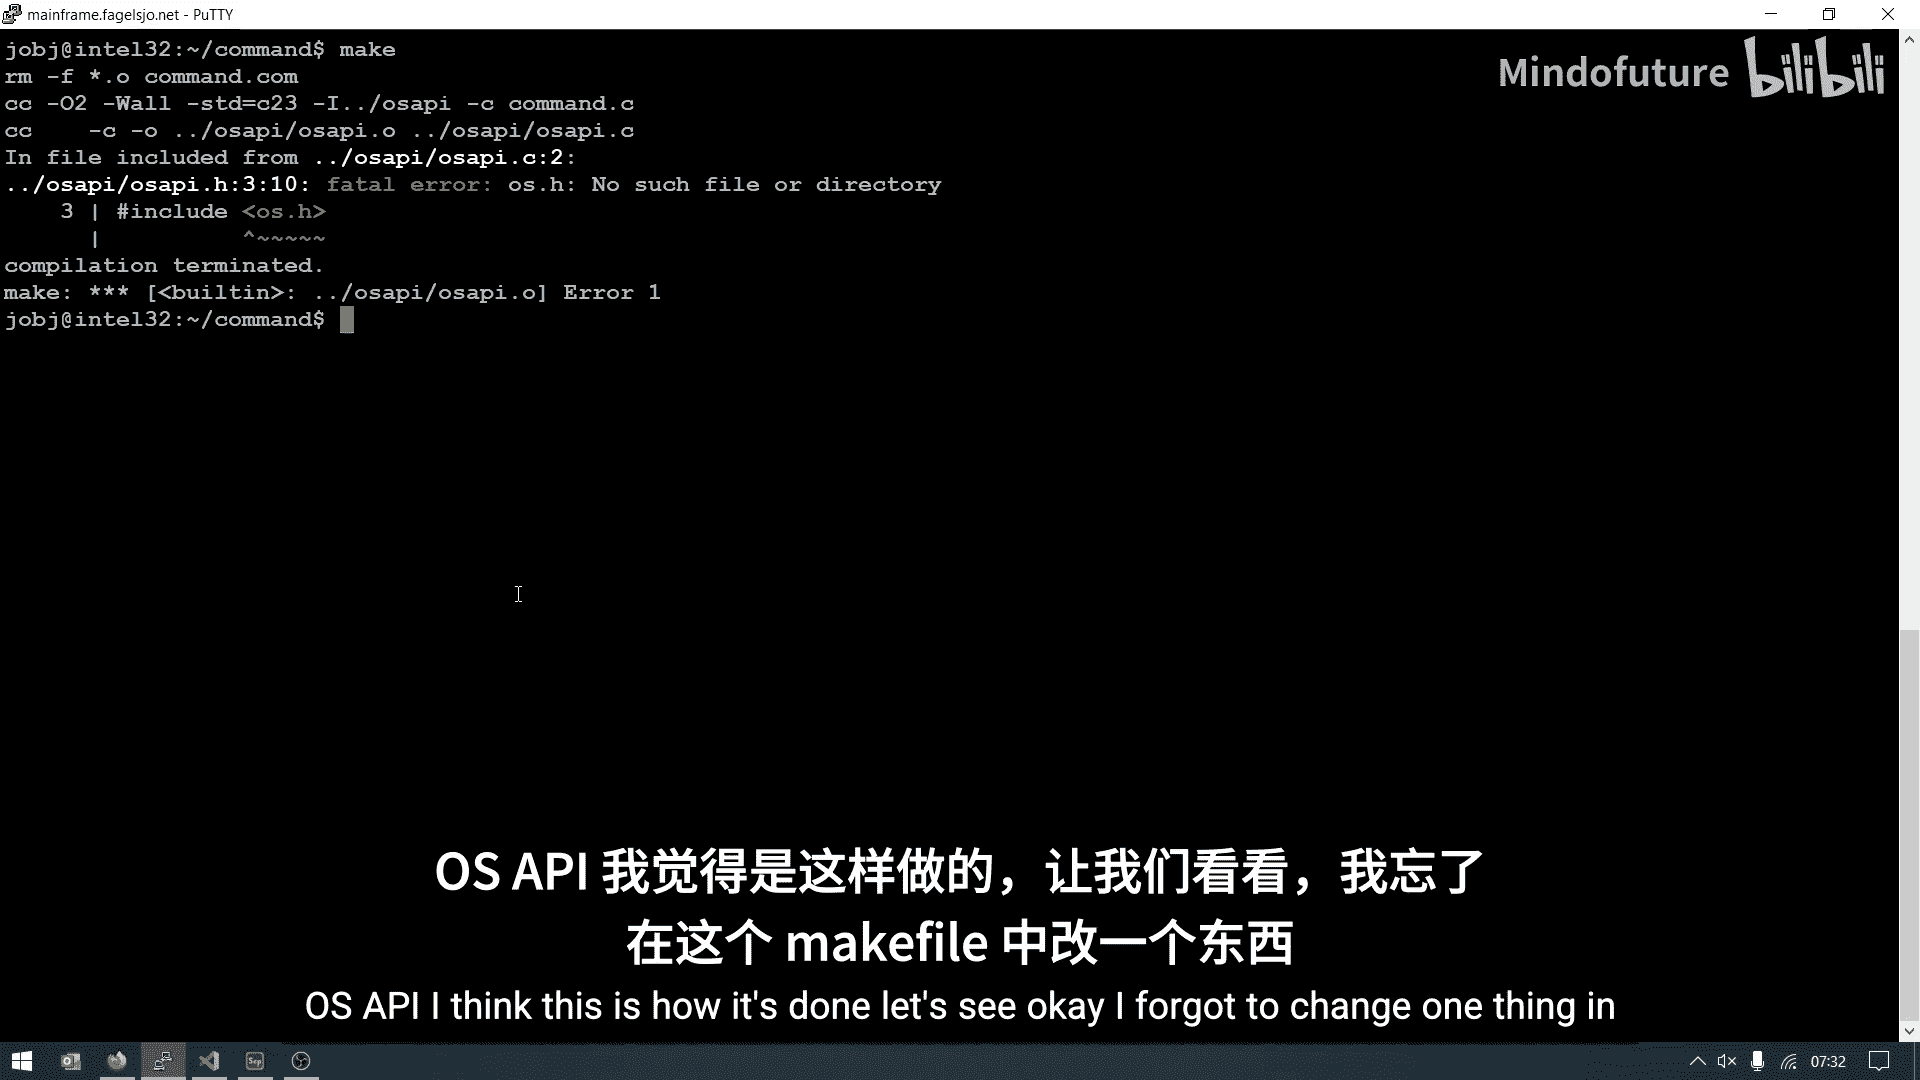 mainframe.fagelsjo.net - PuTTY
jobj@intel32:~/command$ make
rm -f *.o command.com
cc -O2 -Wall -std=c23 -I../osapi -c command.c
cc    -c -o ../osapi/osapi.o ../osapi/osapi.c
In file included from ../osapi/osapi.c:2:
../osapi/osapi.h:3:10: fatal error: os.h: No such file or directory
    3 | #include <os.h>
      |          ^~~~~~
compilation terminated.
make: *** [<builtin>: ../osapi/osapi.o] Error 1
jobj@intel32:~/command$
Mindofuture bilibili
OS API 我觉得是这样做的，让我们看看，我忘了
在这个 makefile 中改一个东西
OS API I think this is how it's done let's see okay I forgot to change one thing in
07:32